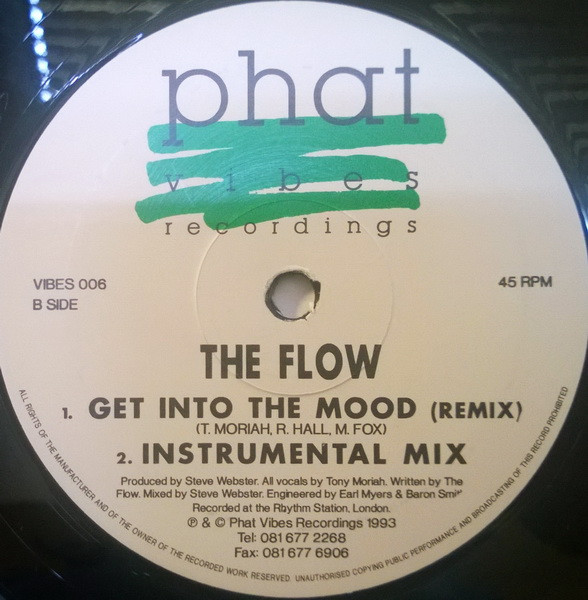 phat
vibes
recordings
VIBES 006
B SIDE
45 RPM
THE FLOW
1. GET INTO THE MOOD (REMIX)
(T. MORIAH, R. HALL, M. FOX)
2. INSTRUMENTAL MIX
Produced by Steve Webster. All vocals by Tony Moriah. Written by The
Flow. Mixed by Steve Webster. Engineered by Earl Myers & Baron
Recorded at the Rhythm Station, London.
℗ & © Phat Vibes Recordings 1993
Tel: 081 677 2268
Fax: 081 677 6906
ALL RIGHTS OF THE MANUFACTURER AND OF THE OWNER OF THE RECORDED WORK RESERVED. UNAUTHORISED COPYING PUBLIC PERFORMANCE AND BROADCASTING OF THIS RECORD PROHIBITED